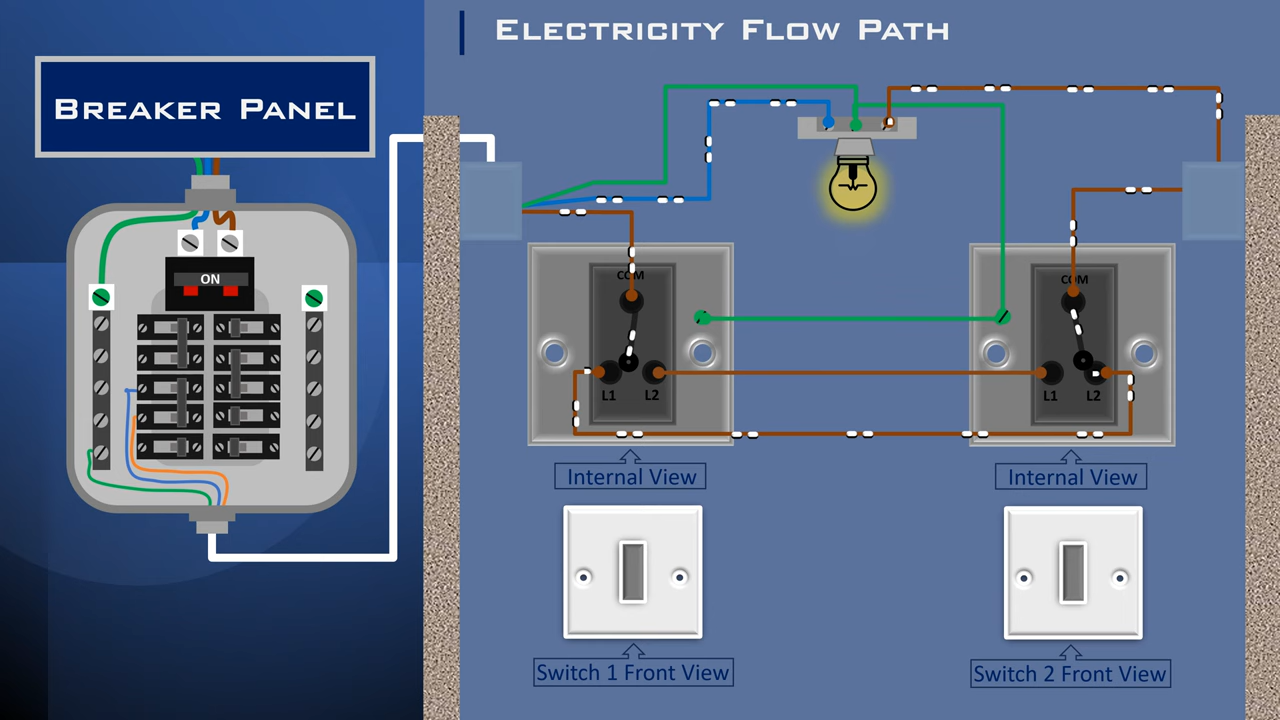 ELECTRICITY FLOW PATH
BREAKER PANEL
ON
COM
COM
L1 L2
L1 L2
Internal View
Internal View
Switch 1 Front View
Switch 2 Front View